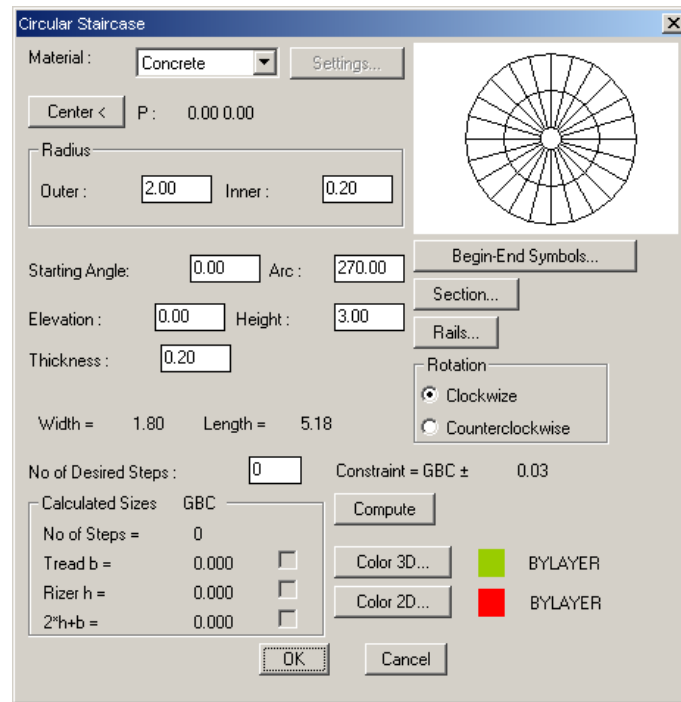 Circular Staircase
Material : Concrete Settings...
Center < P : 0.00 0.00
Radius
Outer : 2.00 Inner : 0.20
Starting Angle: 0.00 Arc : 270.00
Begin-End Symbols...
Section...
Elevation : 0.00 Height : 3.00
Rails...
Thickness : 0.20
Rotation
Clockwize
Counterclockwise
Width = 1.80 Length = 5.18
No of Desired Steps : 0 Constraint = GBC ± 0.03
Calculated Sizes GBC
Compute
No of Steps = 0
Tread b = 0.000
Color 3D... BYLAYER
Rizer h = 0.000
Color 2D... BYLAYER
2*h+b = 0.000
OK Cancel